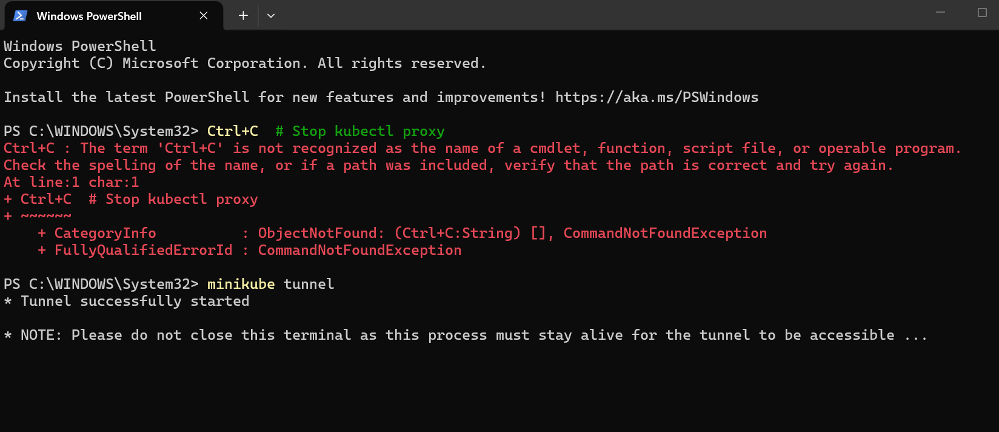 Windows PowerShell
Windows PowerShell
Copyright (C) Microsoft Corporation. All rights reserved.
Install the latest PowerShell for new features and improvements! https://aka.ms/PSWindows
PS C:\WINDOWS\System32> Ctrl+C  # Stop kubectl proxy
Ctrl+C : The term 'Ctrl+C' is not recognized as the name of a cmdlet, function, script file, or operable program.
Check the spelling of the name, or if a path was included, verify that the path is correct and try again.
At line:1 char:1
+ Ctrl+C  # Stop kubectl proxy
+ ~~~~~~
    + CategoryInfo          : ObjectNotFound: (Ctrl+C:String) [], CommandNotFoundException
    + FullyQualifiedErrorId : CommandNotFoundException
PS C:\WINDOWS\System32> minikube tunnel
* Tunnel successfully started
* NOTE: Please do not close this terminal as this process must stay alive for the tunnel to be accessible ...